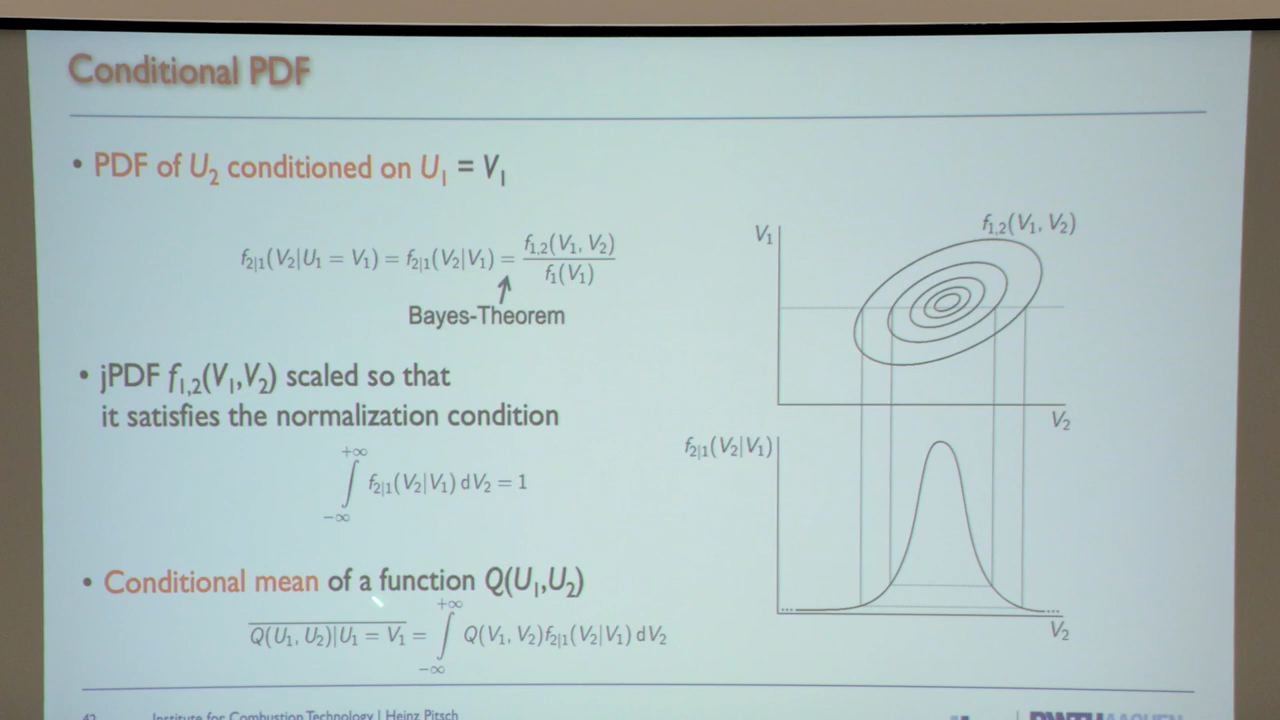 Conditional PDF
• PDF of U₂ conditioned on U₁ = V₁
f₂|₁(V₂|U₁ = V₁) = f₂|₁(V₂|V₁) = f₁,₂(V₁, V₂) / f₁(V₁)
Bayes-Theorem
• jPDF f₁,₂(V₁,V₂) scaled so that
it satisfies the normalization condition
∫₋∞⁺∞ f₂|₁(V₂|V₁) dV₂ = 1
• Conditional mean of a function Q(U₁,U₂)
Q(U₁, U₂)|U₁ = V₁ = ∫₋∞⁺∞ Q(V₁, V₂)f₂|₁(V₂|V₁) dV₂
V₁
f₁,₂(V₁, V₂)
V₂
f₂|₁(V₂|V₁)
... ...
V₂
42 Institute for Combustion Technology | Heinz Pitsch
RWTH AACHEN